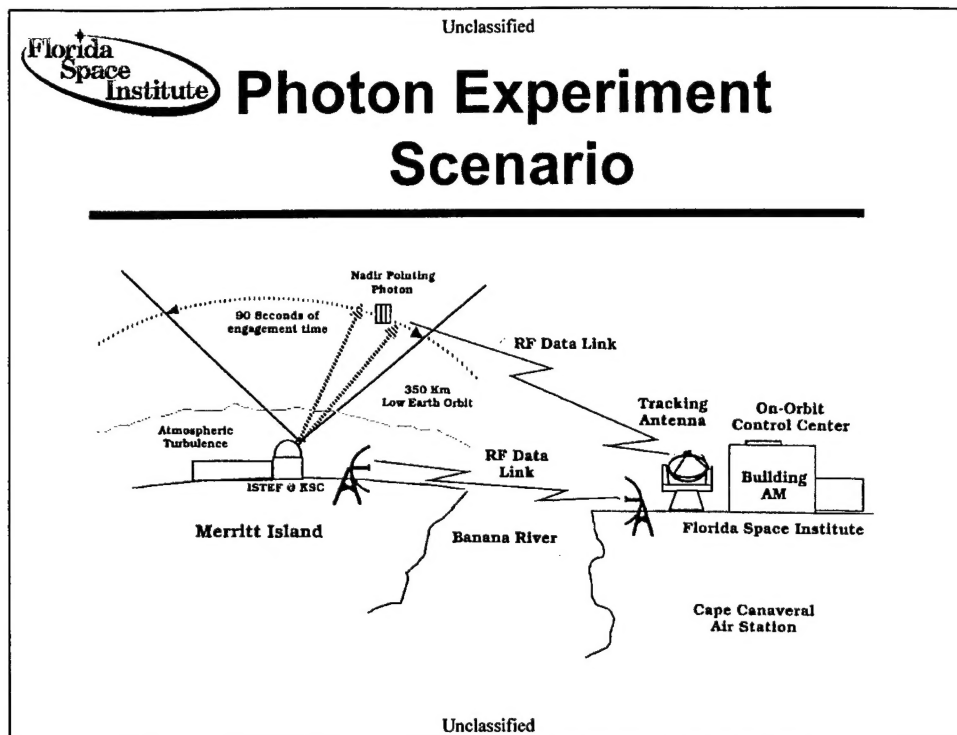 Unclassified
Florida
Space
Institute
Photon Experiment
Scenario
Nadir Pointing
Photon
90 Seconds of
engagement time
RF Data Link
350 Km
Low Earth Orbit
Tracking
Antenna
On-Orbit
Control Center
Atmospheric
Turbulence
RF Data
Link
Building
AM
ISTEF @ KSC
Merritt Island
Banana River
Florida Space Institute
Cape Canaveral
Air Station
Unclassified